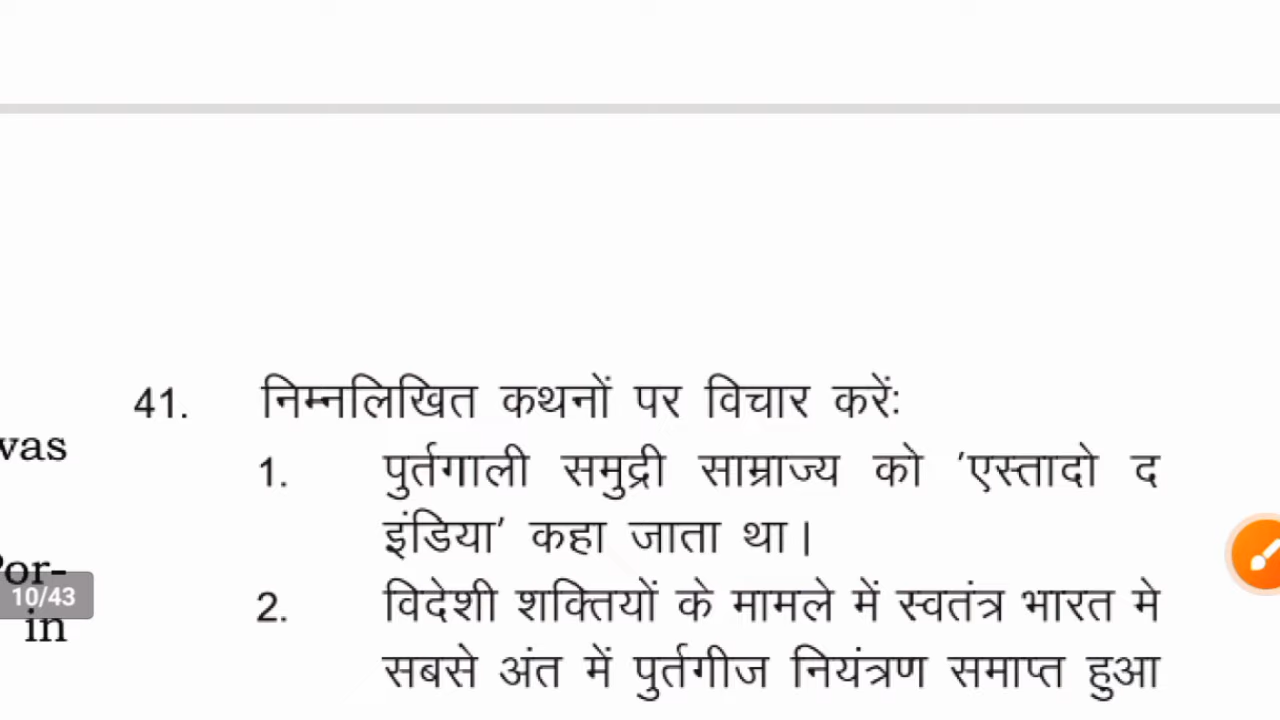 41. निम्नलिखित कथनों पर विचार करें:
1. पुर्तगाली समुद्री साम्राज्य को 'एस्तादो द
इंडिया' कहा जाता था।
2. विदेशी शक्तियों के मामले में स्वतंत्र भारत मे
सबसे अंत में पुर्तगीज नियंत्रण समाप्त हुआ
was
Por-
10/43
in